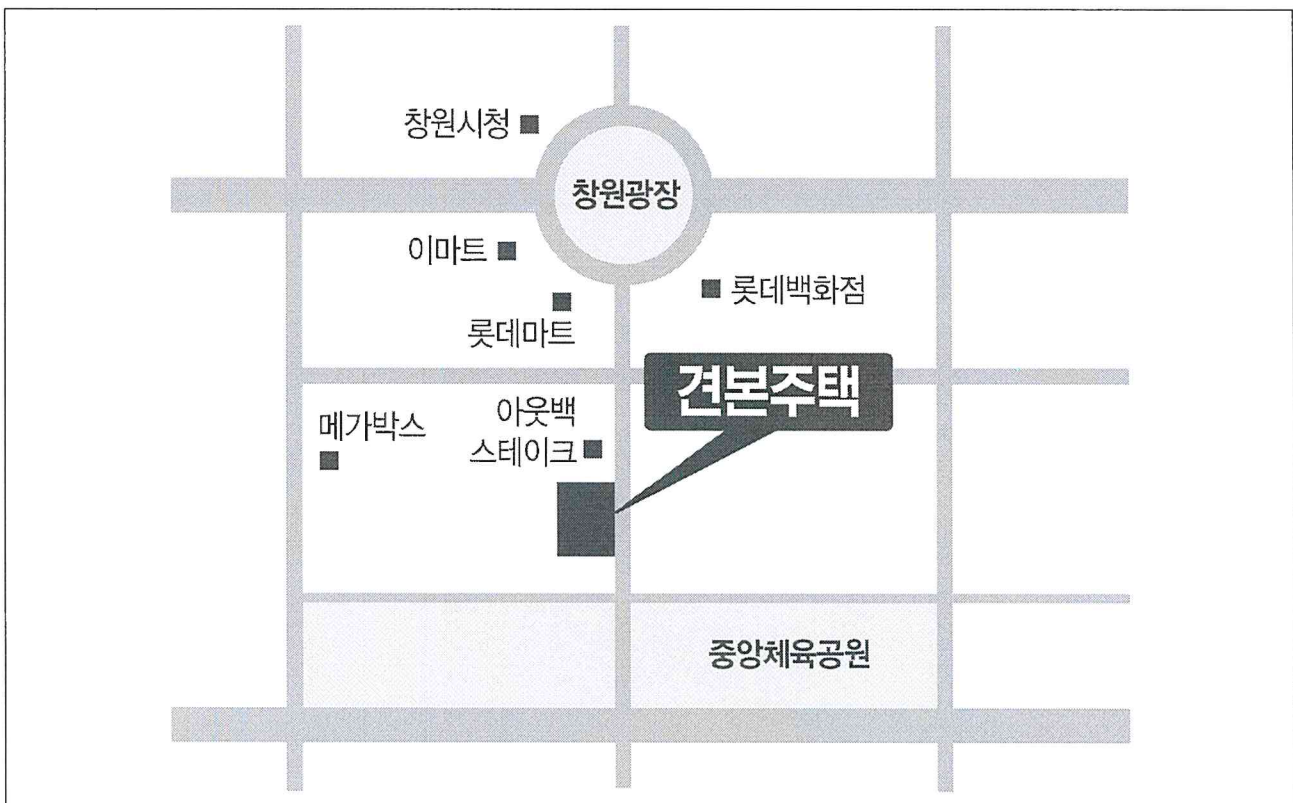 창원시청
창원광장
이마트
롯데백화점
롯데마트
견본주택
메가박스
아웃백
스테이크
중앙체육공원